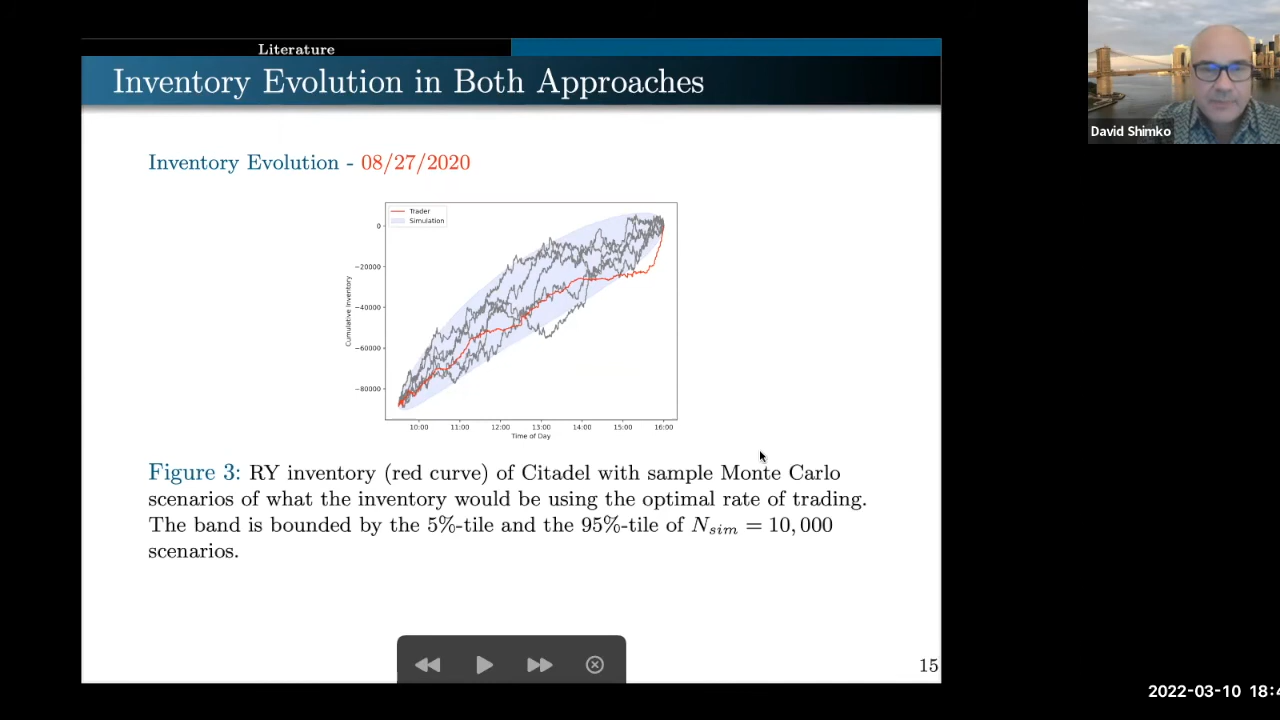 Literature
Inventory Evolution in Both Approaches
David Shimko
Inventory Evolution - 08/27/2020
Trader
Simulation
0
−20000
−40000
−60000
−80000
Cumulative Inventory
10:00 11:00 12:00 13:00 14:00 15:00 16:00
Time of Day
Figure 3: RY inventory (red curve) of Citadel with sample Monte Carlo
scenarios of what the inventory would be using the optimal rate of trading.
The band is bounded by the 5%-tile and the 95%-tile of N_sim = 10,000
scenarios.
15
2022-03-10 18:4